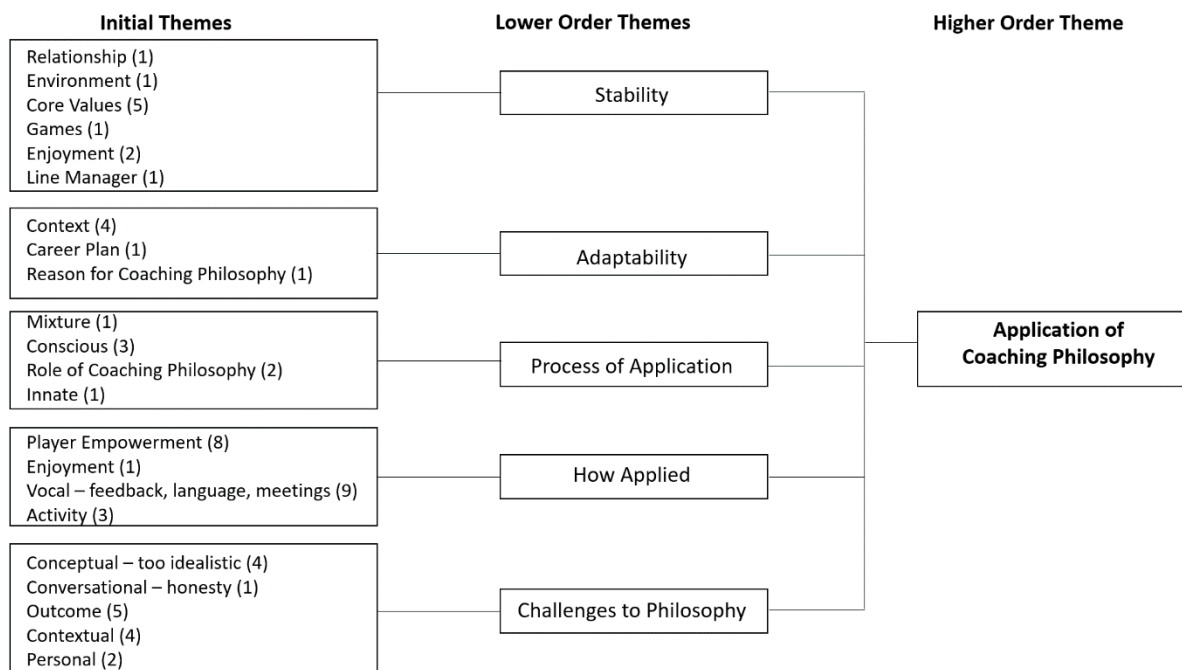 Initial Themes
Lower Order Themes
Higher Order Theme
Relationship (1)
Environment (1)
Core Values (5)
Games (1)
Enjoyment (2)
Line Manager (1)
Stability
Context (4)
Career Plan (1)
Reason for Coaching Philosophy (1)
Adaptability
Mixture (1)
Conscious (3)
Role of Coaching Philosophy (2)
Innate (1)
Process of Application
Player Empowerment (8)
Enjoyment (1)
Vocal – feedback, language, meetings (9)
Activity (3)
How Applied
Conceptual – too idealistic (4)
Conversational – honesty (1)
Outcome (5)
Contextual (4)
Personal (2)
Challenges to Philosophy
Application of
Coaching Philosophy